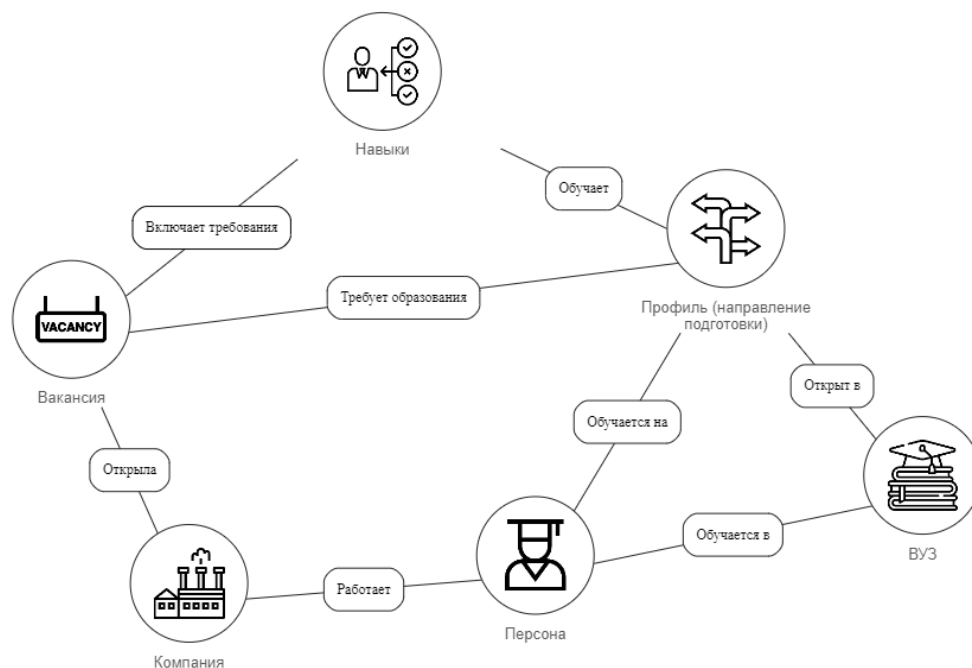 Навыки
Обучает
Включает требования
Требует образования
Профиль (направление
подготовки)
VACANCY
Вакансия
Открыт в
Обучается на
Открыла
Обучается в
ВУЗ
Работает
Персона
Компания